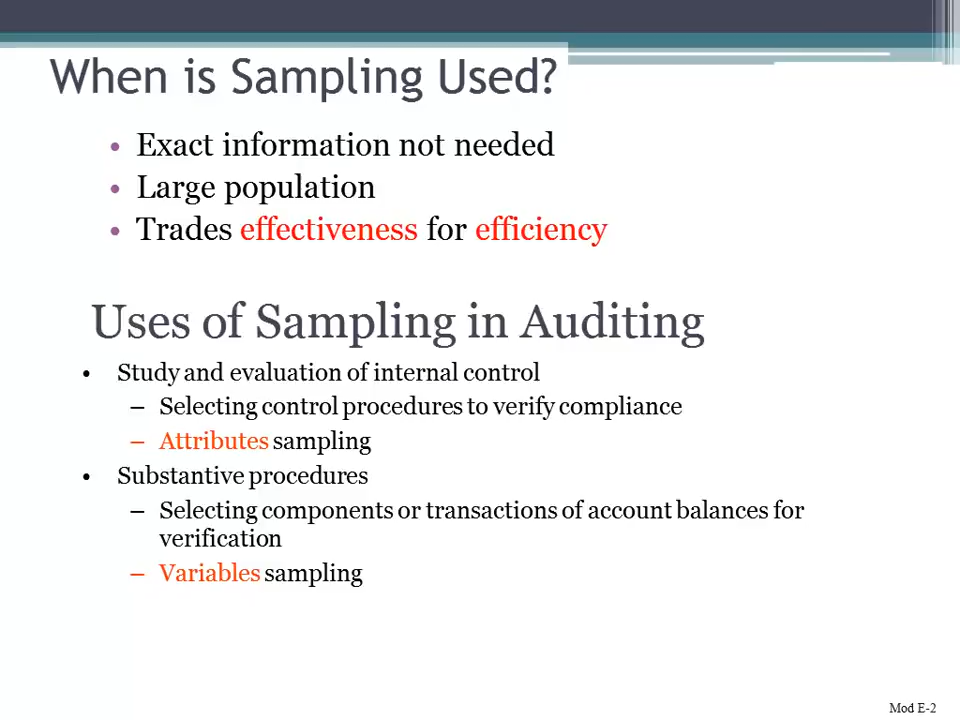 When is Sampling Used?
• Exact information not needed
• Large population
• Trades effectiveness for efficiency
Uses of Sampling in Auditing
• Study and evaluation of internal control
– Selecting control procedures to verify compliance
– Attributes sampling
• Substantive procedures
– Selecting components or transactions of account balances for
verification
– Variables sampling
Mod E-2